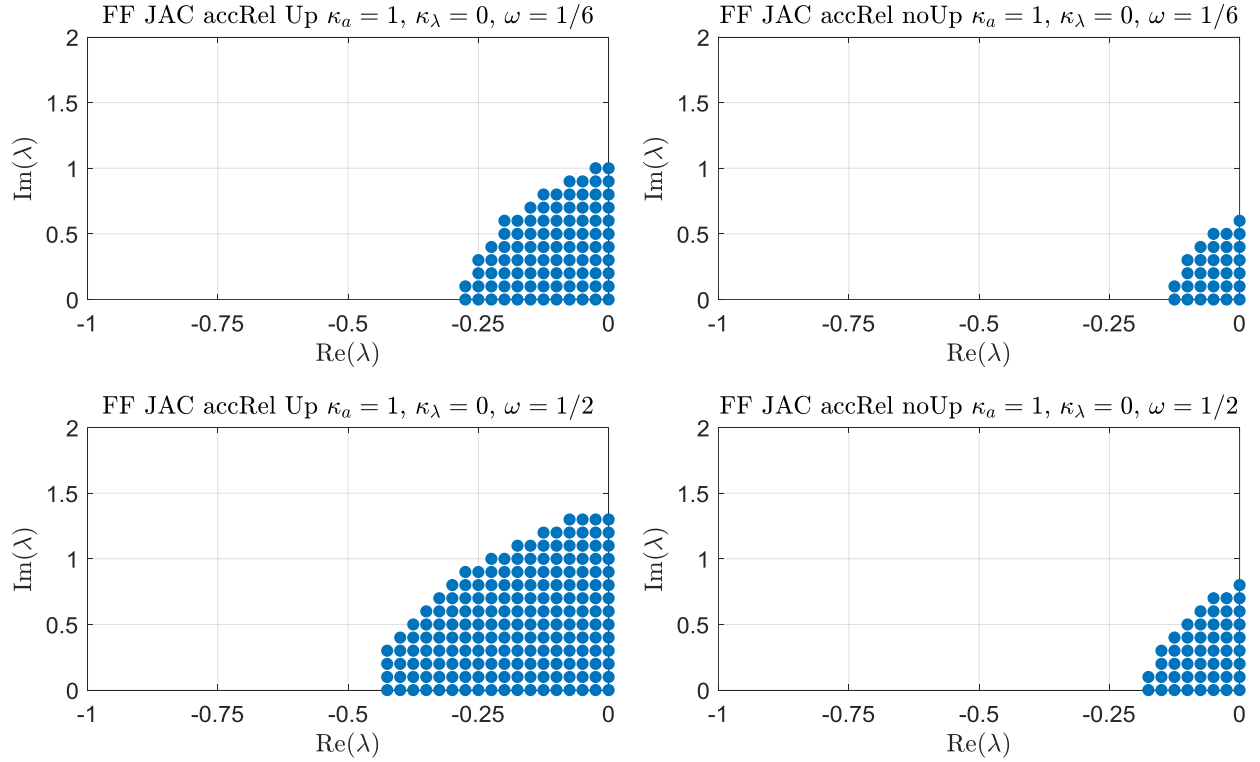 FF JAC accRel Up κₐ = 1, κ_λ = 0, ω = 1/6
2
1.5
1
0.5
0
Im(λ)
-1 -0.75 -0.5 -0.25 0
Re(λ)
FF JAC accRel noUp κₐ = 1, κ_λ = 0, ω = 1/6
2
1.5
1
0.5
0
Im(λ)
-1 -0.75 -0.5 -0.25 0
Re(λ)
FF JAC accRel Up κₐ = 1, κ_λ = 0, ω = 1/2
2
1.5
1
0.5
0
Im(λ)
-1 -0.75 -0.5 -0.25 0
Re(λ)
FF JAC accRel noUp κₐ = 1, κ_λ = 0, ω = 1/2
2
1.5
1
0.5
0
Im(λ)
-1 -0.75 -0.5 -0.25 0
Re(λ)